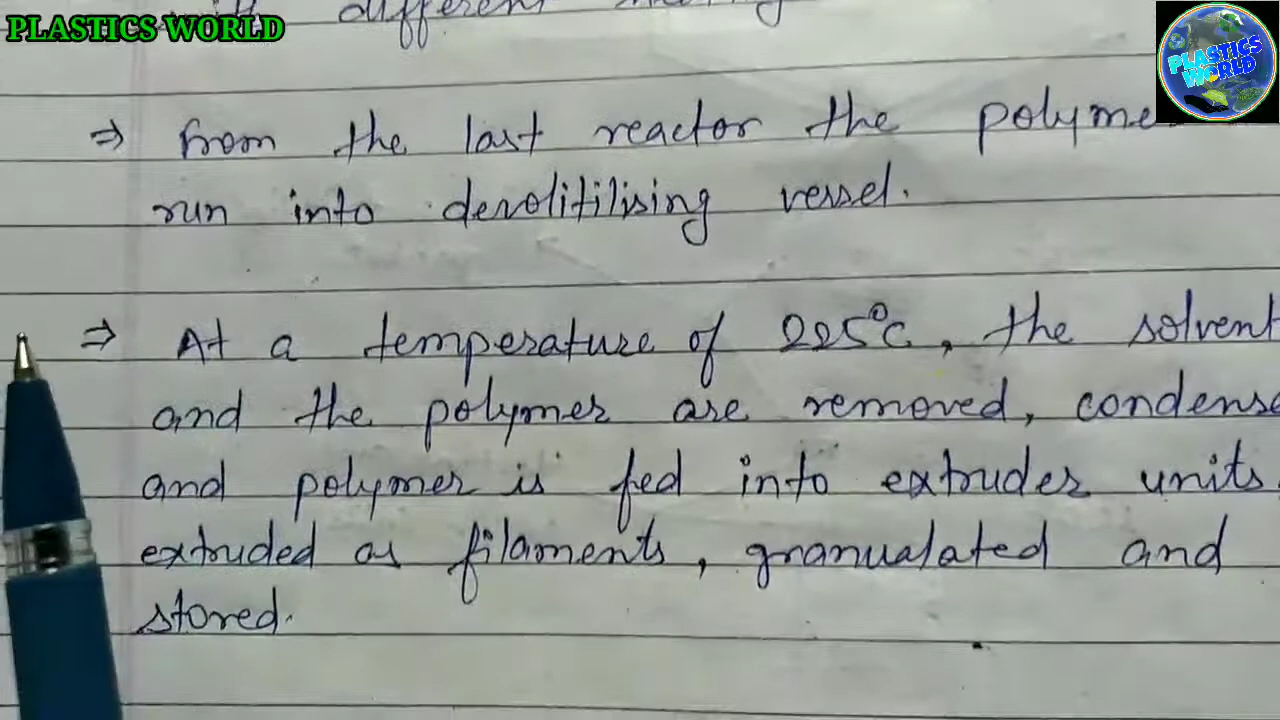 different
PLASTICS WORLD
PLASTICS WORLD
⇒ From the last reactor the polyme
run into devolitilising vessel.
⇒ At a temperature of 225°C, the solvent
and the polymer are removed, condense
and polymer is fed into extruder units.
extruded as filaments, granualated and
stored.